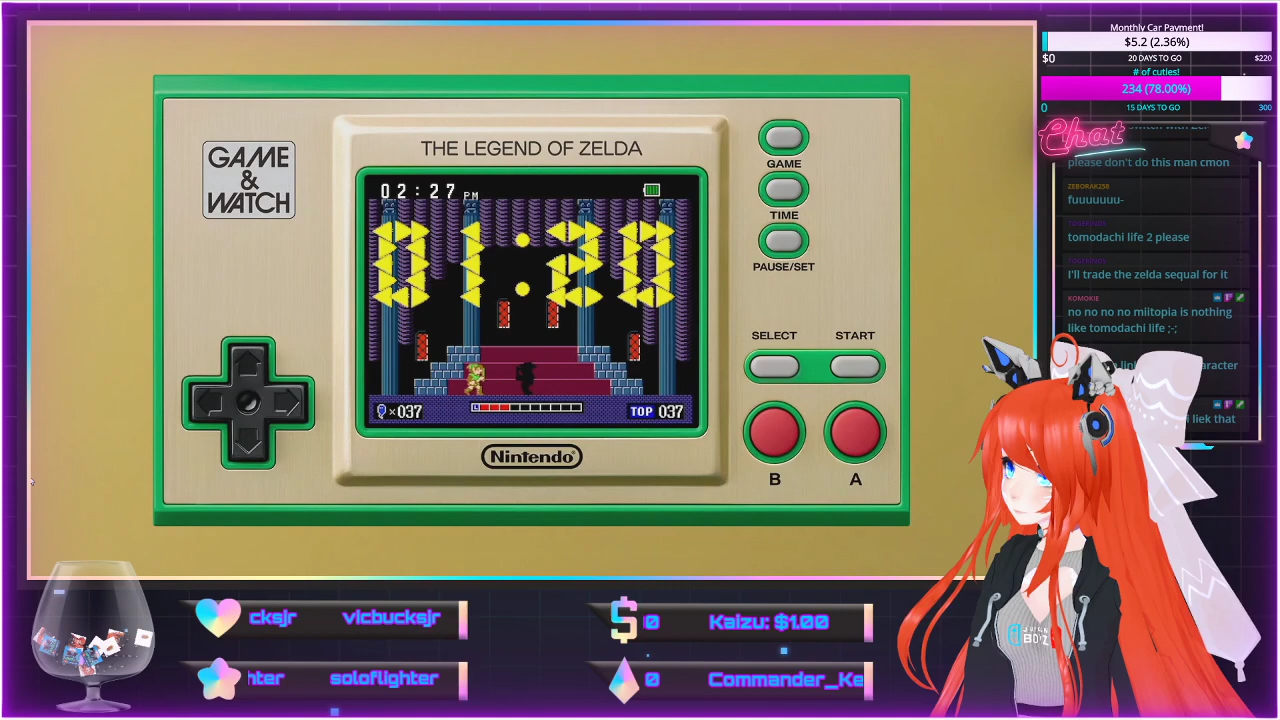 Monthly Car Payment!
$5.2 (2.36%)
$0
20 DAYS TO GO
$220
# of cuties!
234 (78.00%)
0
15 DAYS TO GO
300
Chat
please don't do this man cmon
ZEBORAK258
fuuuuuuu-
tomodachi life 2 please
I'll trade the zelda sequal for it
KOMOKIE
no no no no miitopia is nothing
like tomodachi life ;-;
GAME
&
WATCH
THE LEGEND OF ZELDA
02:27 PM
01:20
×037
L
TOP 037
Nintendo
GAME
TIME
PAUSE/SET
SELECT
START
B
A
cksjr
vicbucksjr
hter
soloflighter
0
Kaizu: $1.00
0
Commander_Ke